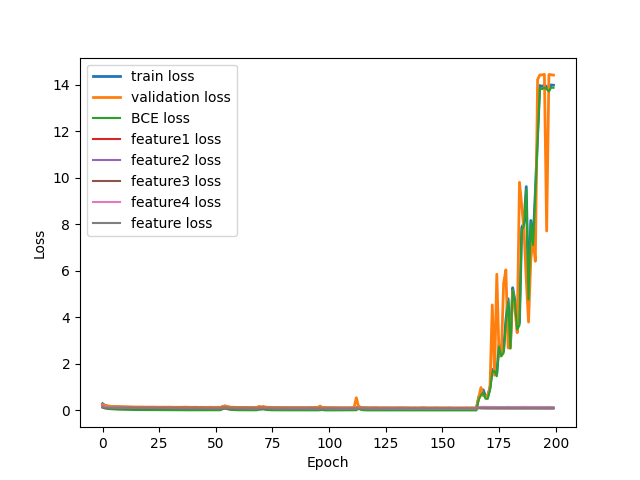 train loss
validation loss
BCE loss
feature1 loss
feature2 loss
feature3 loss
feature4 loss
feature loss
14
12
10
8
6
4
2
0
Loss
0 25 50 75 100 125 150 175 200
Epoch